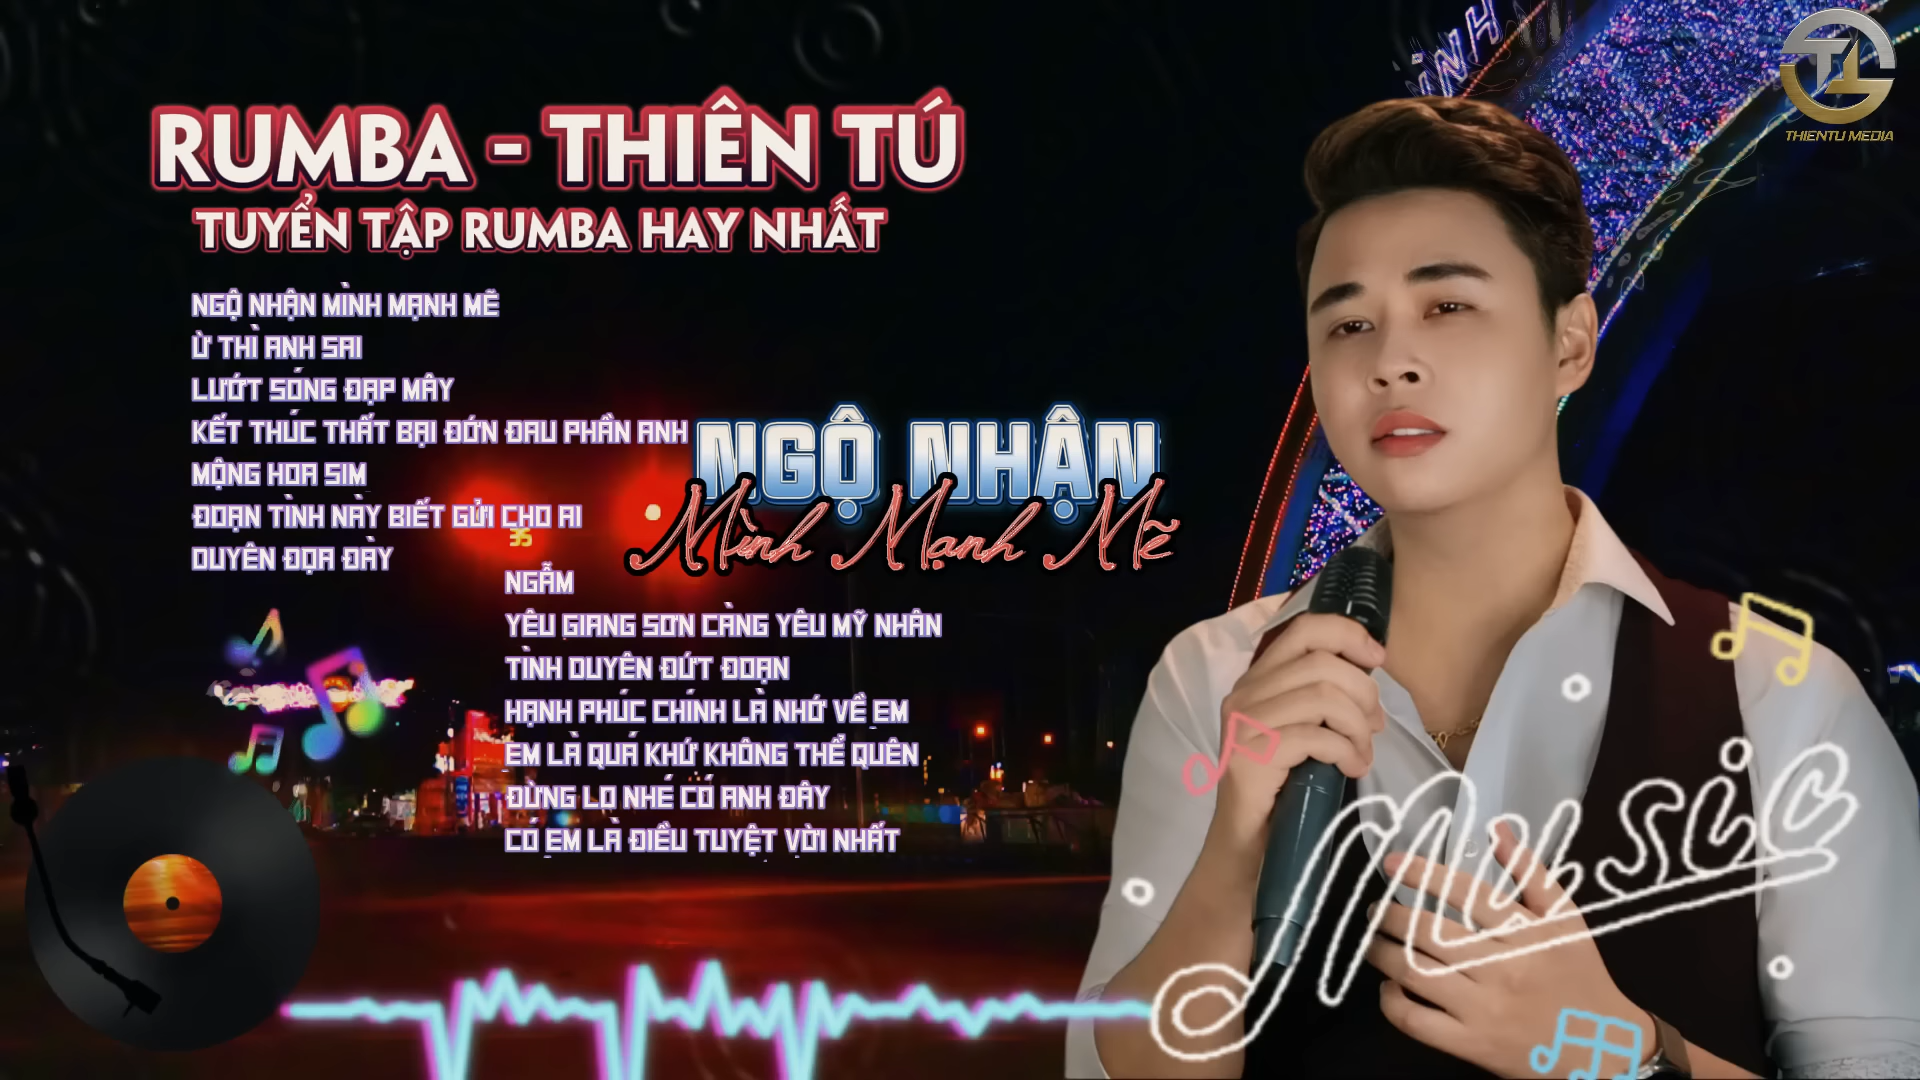 RUMBA - THIÊN TÚ
TUYỂN TẬP RUMBA HAY NHẤT
NGỘ NHẬN MÌNH MẠNH MẼ
Ừ THÌ ANH SAI
LƯỚT SÓNG ĐẠP MÂY
KẾT THÚC THẤT BẠI ĐỚN ĐAU PHẦN ANH
MỘNG HOA SIM
ĐOẠN TÌNH NÀY BIẾT GỬI CHO AI
35
DUYÊN ĐỌA ĐÀY
NGẪM
YÊU GIANG SƠN CÀNG YÊU MỸ NHÂN
TÌNH DUYÊN ĐỨT ĐOẠN
HẠNH PHÚC CHÍNH LÀ NHỚ VỀ EM
EM LÀ QUÁ KHỨ KHÔNG THỂ QUÊN
ĐỪNG LO NHÉ CÓ ANH ĐÂY
CÓ EM LÀ ĐIỀU TUYỆT VỜI NHẤT
NGỘ NHẬN
Mình Mạnh Mẽ
INH
THIENTU MEDIA
Music